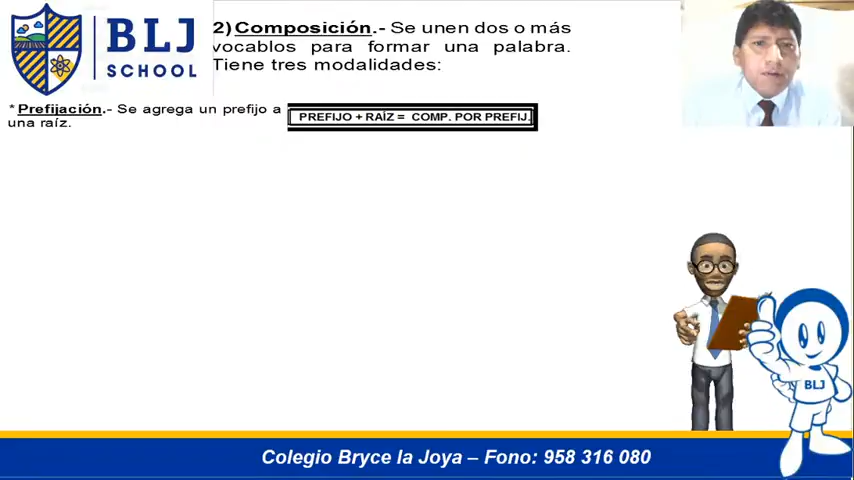 BLJ
SCHOOL
2) Composición.- Se unen dos o más
vocablos para formar una palabra.
Tiene tres modalidades:
* Prefijación.- Se agrega un prefijo a
una raíz.
PREFIJO + RAÍZ = COMP. POR PREFIJ.
BLJ
Colegio Bryce la Joya – Fono: 958 316 080